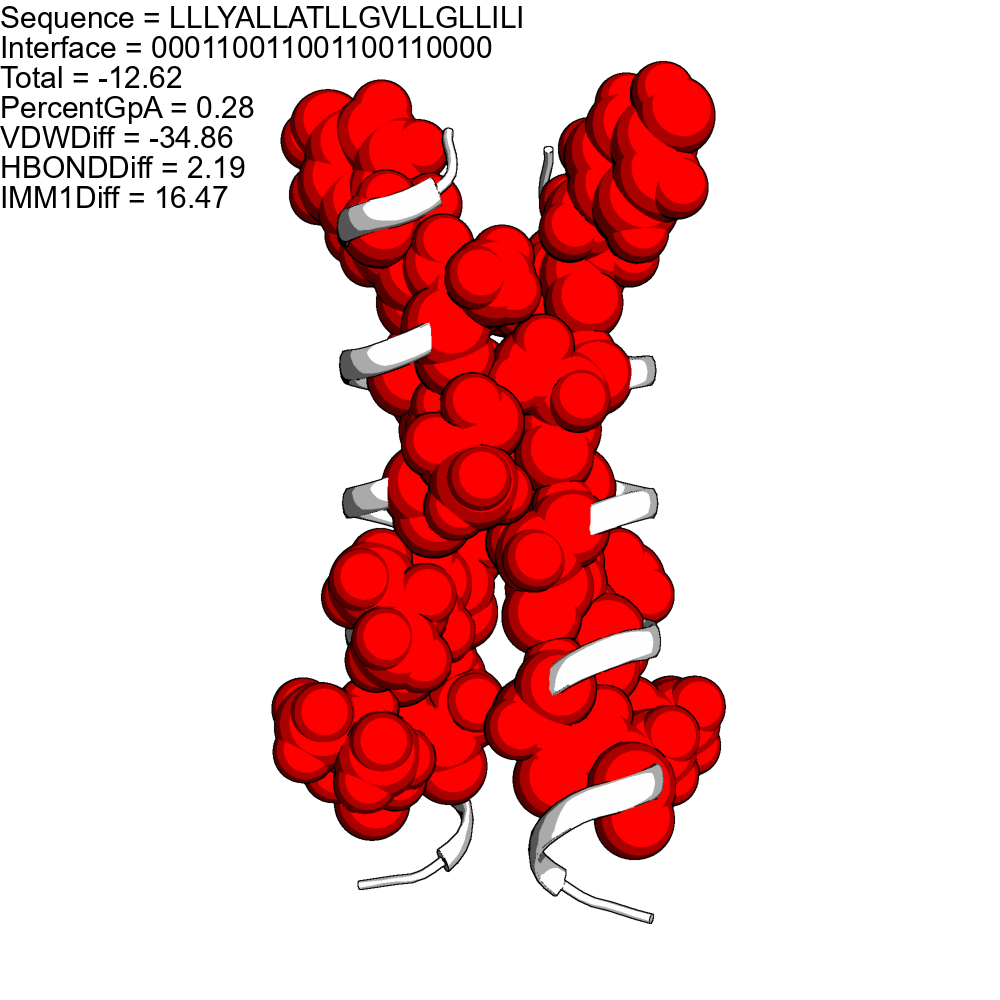 Sequence = LLLYALLATLLGVLLGLLILI
Interface = 000110011001100110000
Total = -12.62
PercentGpA = 0.28
VDWDiff = -34.86
HBONDDiff = 2.19
IMM1Diff = 16.47